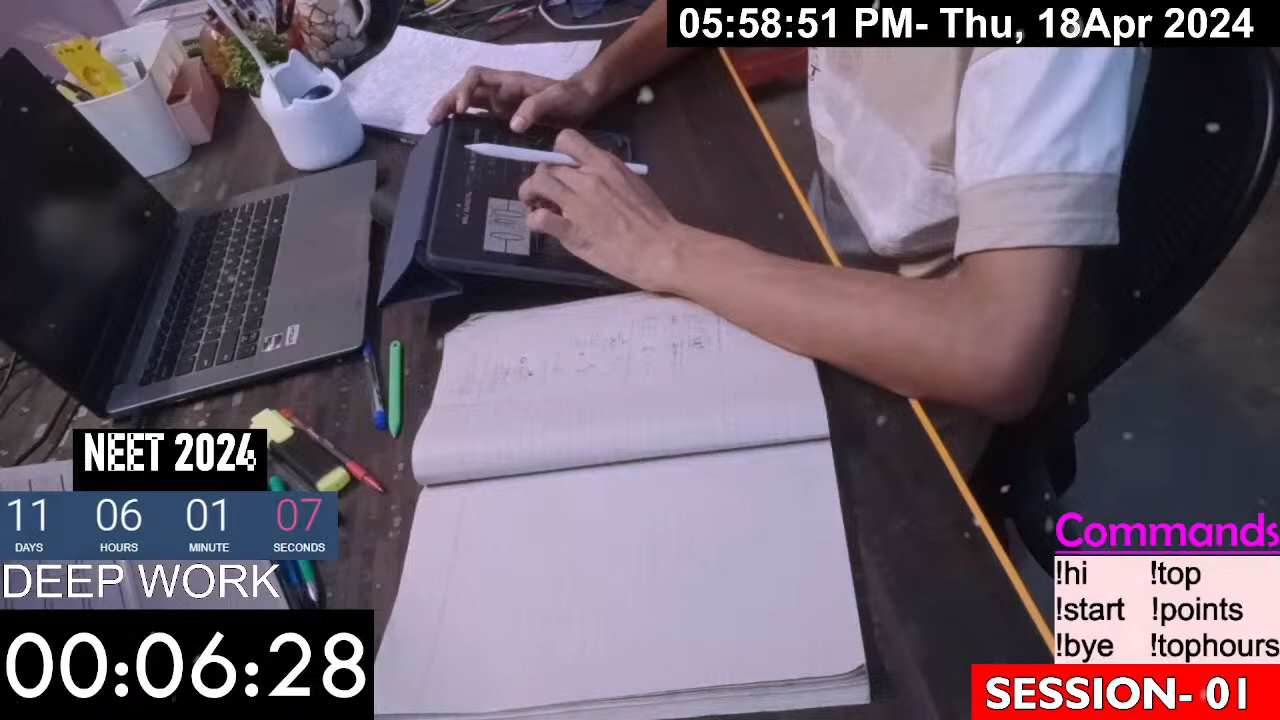 05:58:51 PM- Thu, 18Apr 2024
NEET 2024
11 06 01 07
DAYS HOURS MINUTE SECONDS
DEEP WORK
00:06:28
Commands
!hi !top
!start !points
!bye !tophours
SESSION- 01